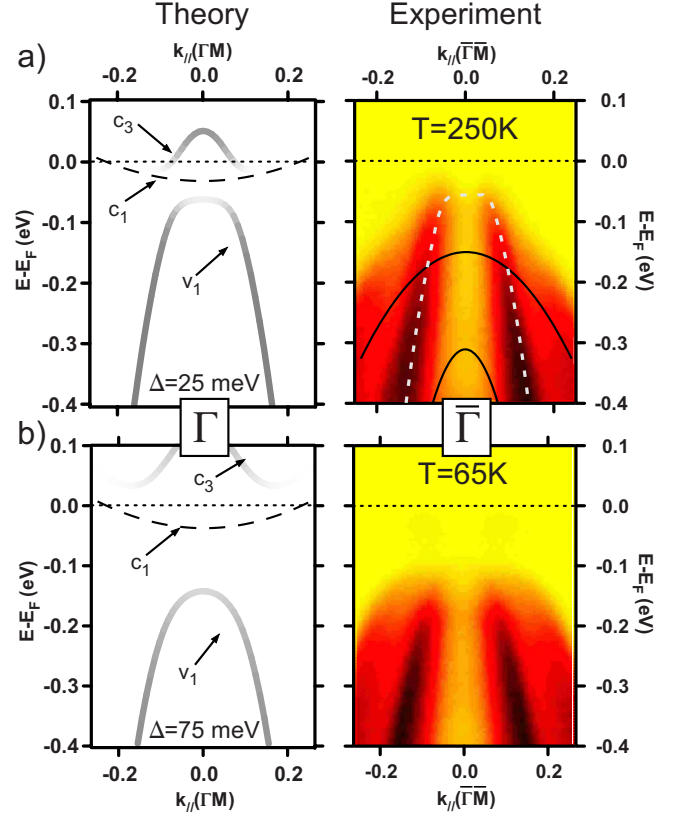 Theory Experiment
a)
k//(ΓM) k//(Γ̅M̅)
-0.2 0.0 0.2 -0.2 0.0 0.2
0.1 0.1
c3 T=250K
0.0 0.0
c1
-0.1 -0.1
E-EF (eV) E-EF (eV)
-0.2 -0.2
v1
-0.3 -0.3
Δ=25 meV
-0.4 -0.4
Γ Γ̅
b)
0.1 0.1
c3 T=65K
0.0 0.0
c1
-0.1 -0.1
E-EF (eV) E-EF (eV)
-0.2 -0.2
v1
-0.3 -0.3
Δ=75 meV
-0.4 -0.4
-0.2 0.0 0.2 -0.2 0.0 0.2
k//(ΓM) k//(Γ̅M̅)